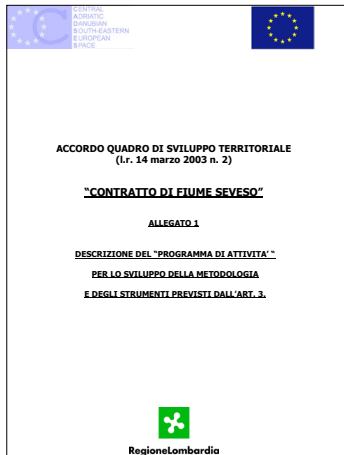 CENTRAL
ADRIATIC
DANUBIAN
SOUTH-EASTERN
EUROPEAN
SPACE
ACCORDO QUADRO DI SVILUPPO TERRITORIALE
(l.r. 14 marzo 2003 n. 2)
“CONTRATTO DI FIUME SEVESO”
ALLEGATO 1
DESCRIZIONE DEL “PROGRAMMA DI ATTIVITA’ “
PER LO SVILUPPO DELLA METODOLOGIA
E DEGLI STRUMENTI PREVISTI DALL’ART. 3.
RegioneLombardia